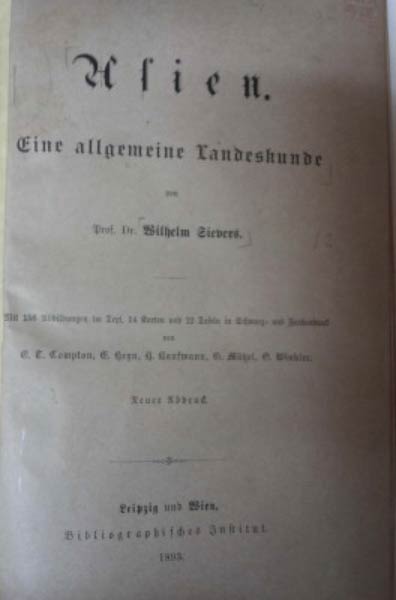 Asien.
Eine allgemeine Landeskunde
von
Prof. Dr. Wilhelm Sievers.
Mit 156 Abbildungen im Text, 14 Karten und 22 Tafeln in Schwarz- und Farbendruck
von
E. T. Compton, E. Heyn, H. Kaufmann, G. Mützel, O. Winkler.
Neuer Abdruck.
Leipzig und Wien.
Bibliographisches Institut.
1893.